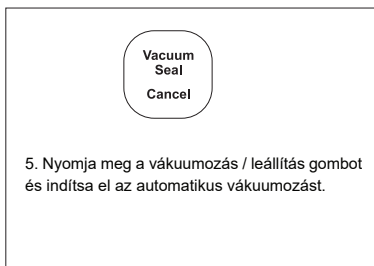 Vacuum
Seal
Cancel
5. Nyomja meg a vákuumozás / leállítás gombot
és indítsa el az automatikus vákuumozást.